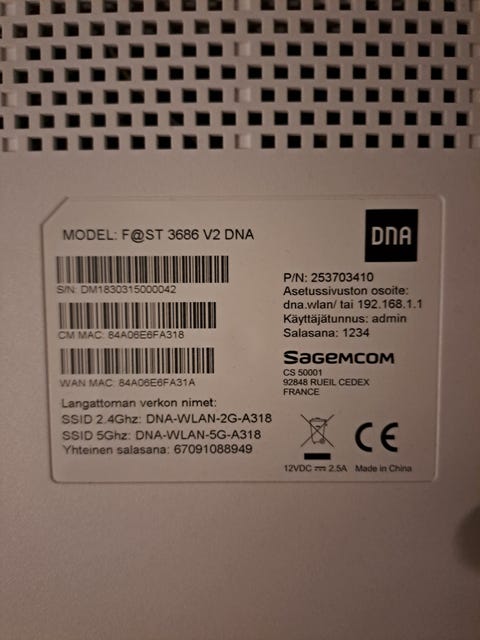 MODEL: F@ST 3686 V2 DNA
DNA
S/N: DM1830315000042
CM MAC: 84A06E6FA318
WAN MAC: 84A06E6FA31A
Langattoman verkon nimet:
SSID 2.4Ghz: DNA-WLAN-2G-A318
SSID 5Ghz: DNA-WLAN-5G-A318
Yhteinen salasana: 67091088949
P/N: 253703410
Asetussivuston osoite:
dna.wlan/ tai 192.168.1.1
Käyttäjätunnus: admin
Salasana: 1234
SAGEMCOM
CS 50001
92848 RUEIL CEDEX
FRANCE
CE
12VDC ⎓ 2.5A Made in China